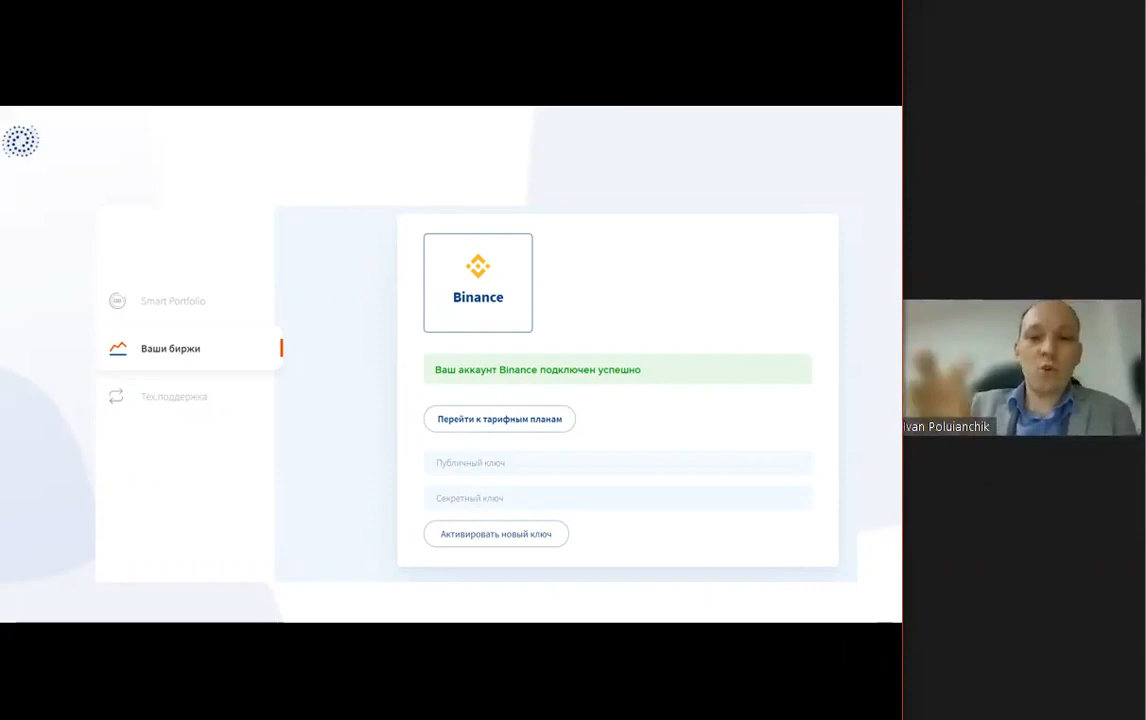 Binance
Smart Portfolio
Ваши биржи
Тех.поддержка
Ваш аккаунт Binance подключен успешно
Перейти к тарифным планам
Публичный ключ
Секретный ключ
Активировать новый ключ
Ivan Poluianchik